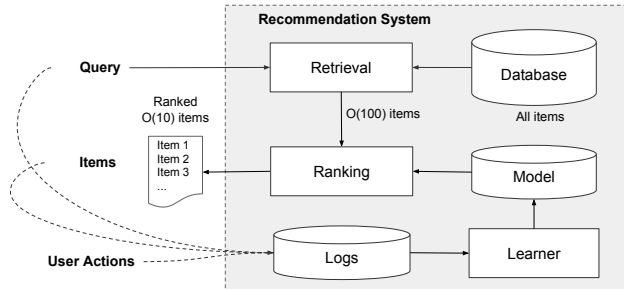 Recommendation System
Query
Retrieval
Database
All items
O(100) items
Ranked
O(10) items
Item 1
Item 2
Item 3
...
Items
Ranking
Model
User Actions
Logs
Learner